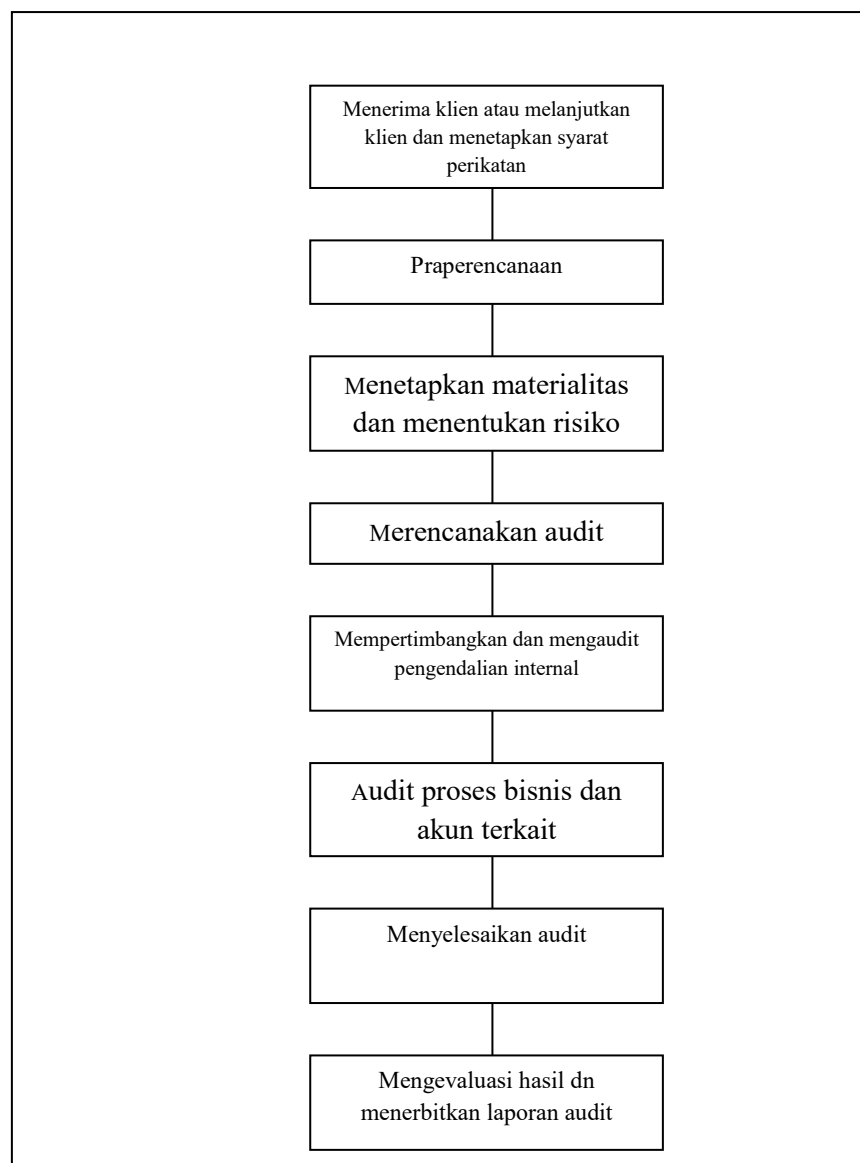 Menerima klien atau melanjutkan
klien dan menetapkan syarat
perikatan
Praperencanaan
Menetapkan materialitas
dan menentukan risiko
Merencanakan audit
Mempertimbangkan dan mengaudit
pengendalian internal
Audit proses bisnis dan
akun terkait
Menyelesaikan audit
Mengevaluasi hasil dn
menerbitkan laporan audit